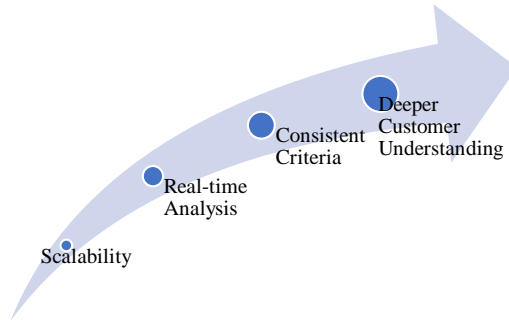 Scalability
Real-time
Analysis
Consistent
Criteria
Deeper
Customer
Understanding